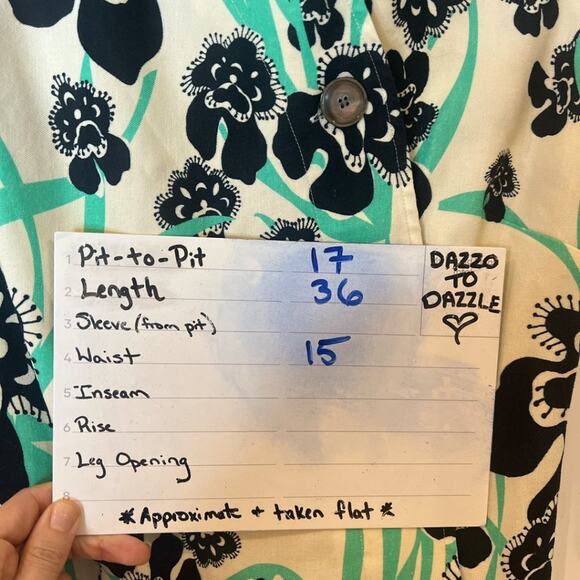 1 Pit-to-Pit 17
2 Length 36
3 Sleeve (from pit)
4 Waist 15
5 Inseam
6 Rise
7 Leg Opening
8
* Approximate + taken flat *
DAZZO
TO
DAZZLE